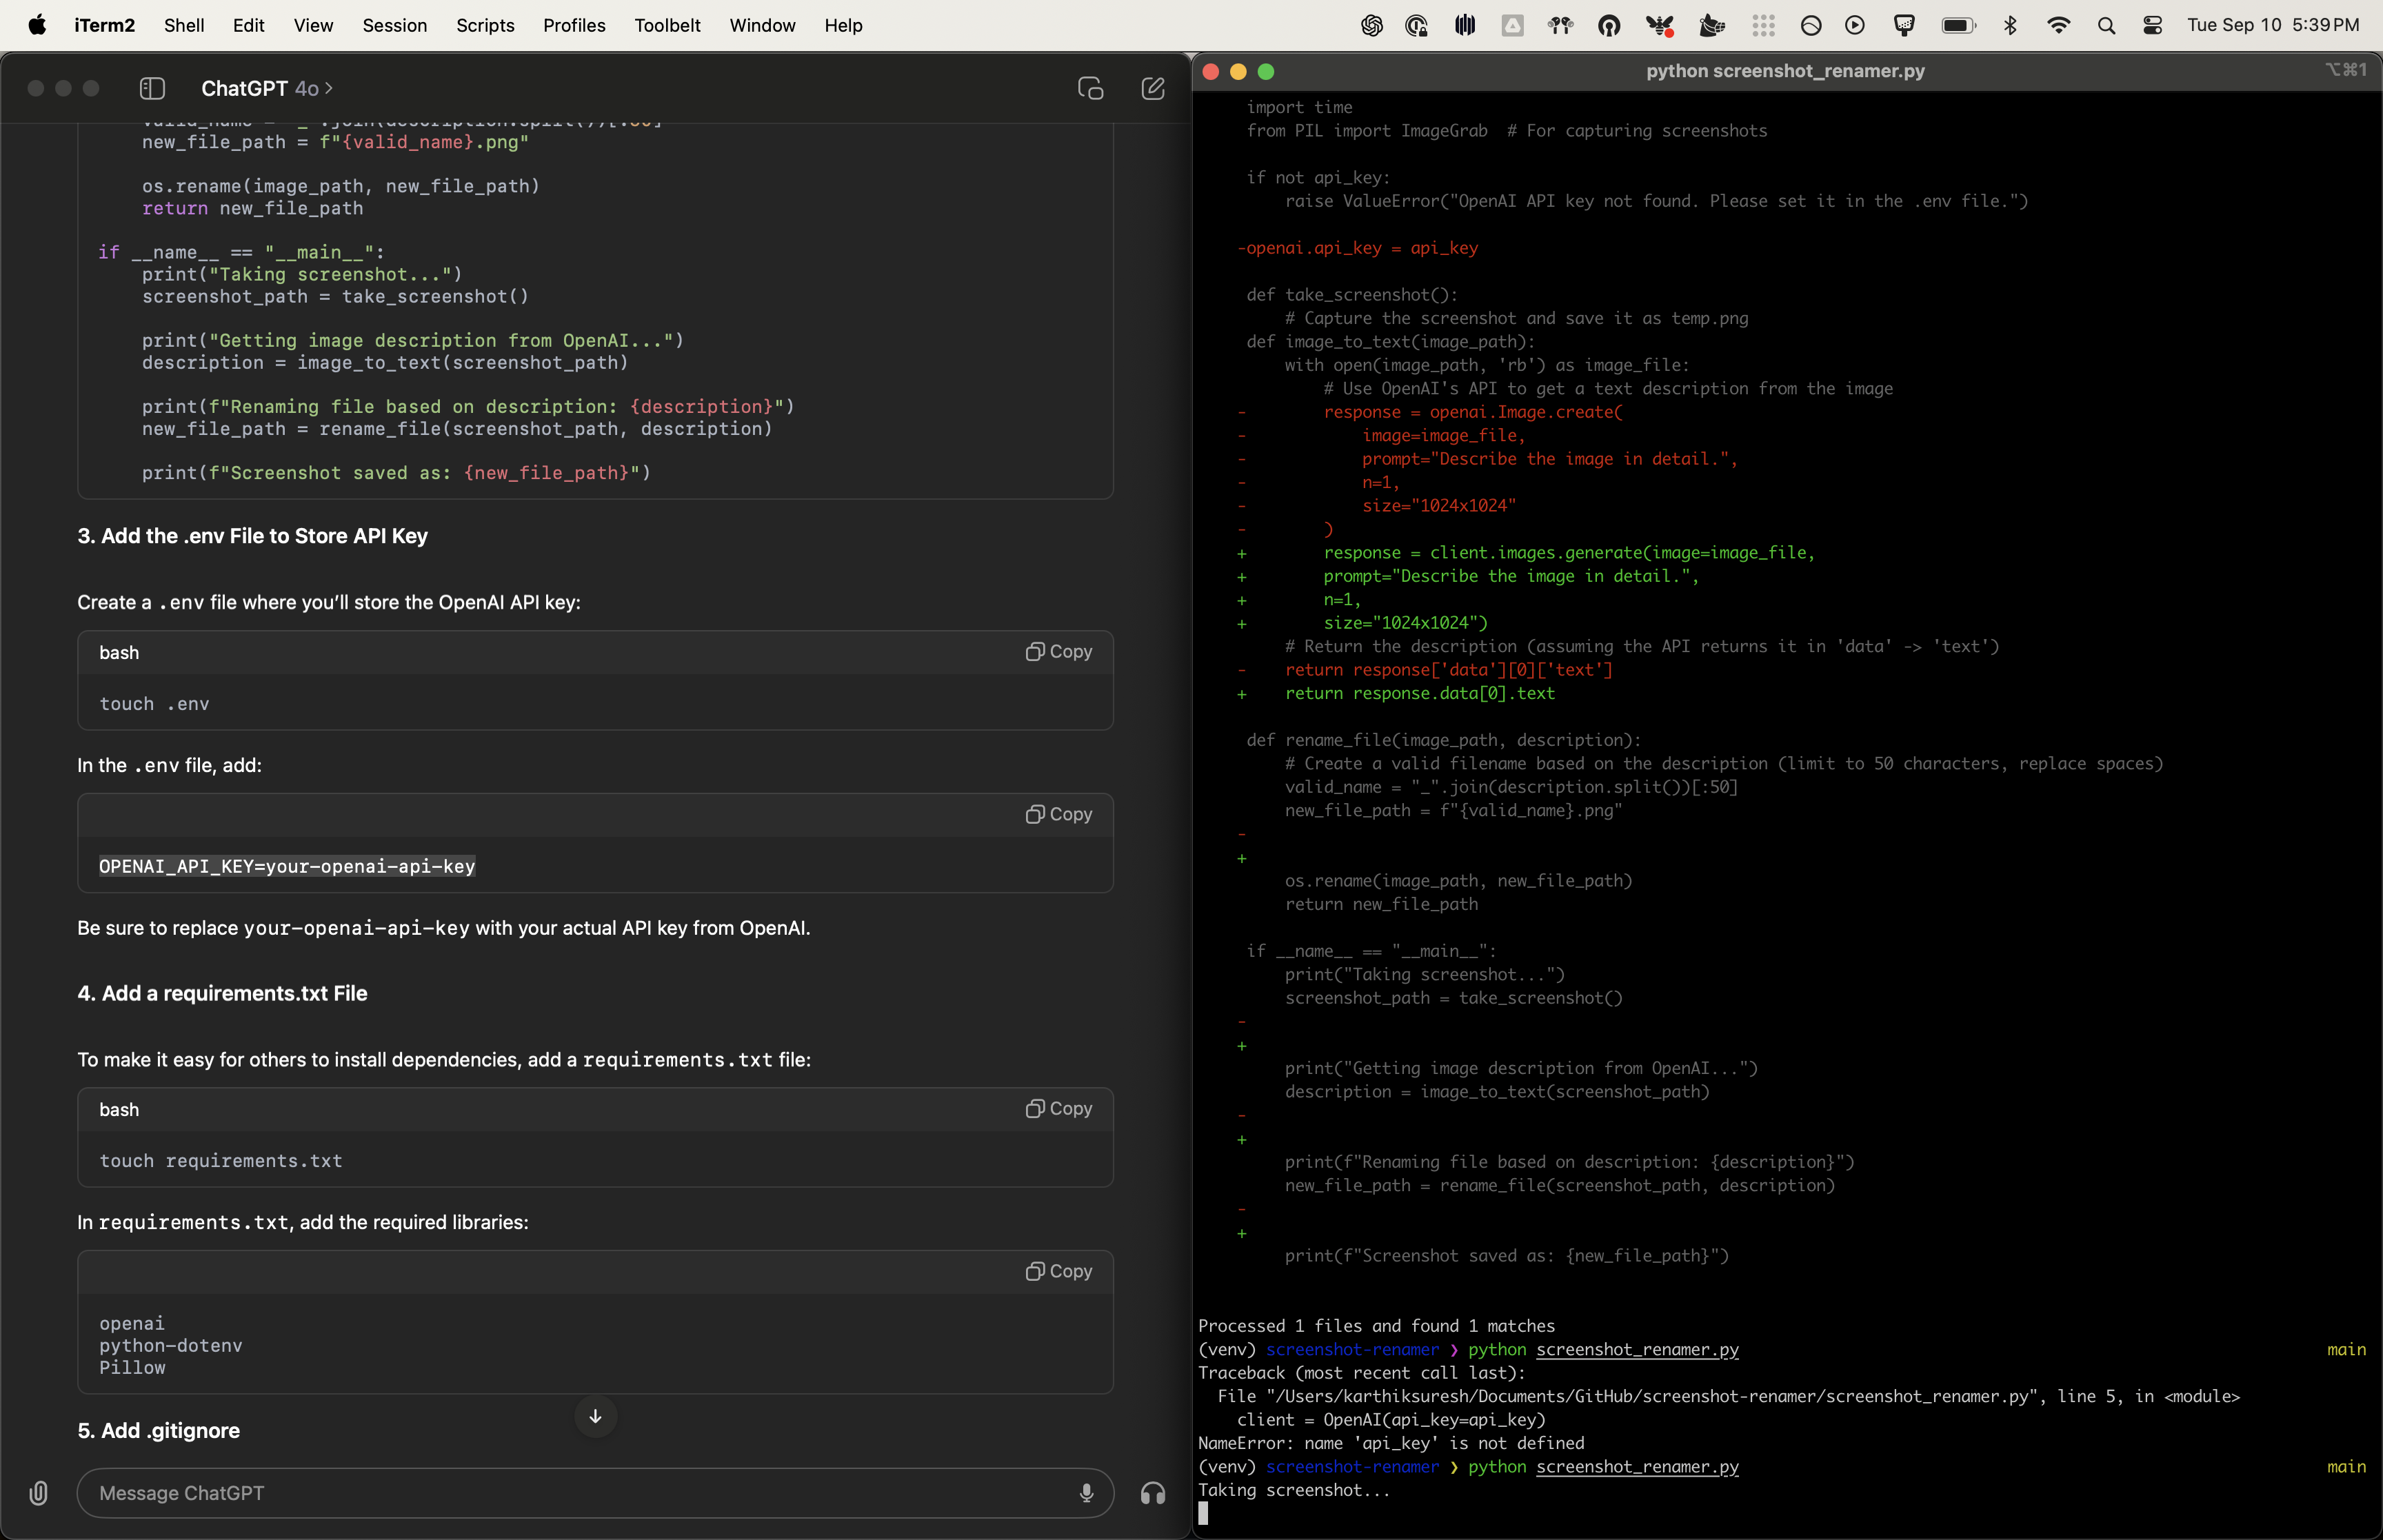 iTerm2 Shell Edit View Session Scripts Profiles Toolbelt Window Help Tue Sep 10 5:39 PM
ChatGPT 4o >
new_file_path = f"{valid_name}.png"
os.rename(image_path, new_file_path)
return new_file_path
if __name__ == "__main__":
print("Taking screenshot...")
screenshot_path = take_screenshot()
print("Getting image description from OpenAI...")
description = image_to_text(screenshot_path)
print(f"Renaming file based on description: {description}")
new_file_path = rename_file(screenshot_path, description)
print(f"Screenshot saved as: {new_file_path}")
3. Add the .env File to Store API Key
Create a .env file where you’ll store the OpenAI API key:
bash Copy
touch .env
In the .env file, add:
Copy
OPENAI_API_KEY=your-openai-api-key
Be sure to replace your-openai-api-key with your actual API key from OpenAI.
4. Add a requirements.txt File
To make it easy for others to install dependencies, add a requirements.txt file:
bash Copy
touch requirements.txt
In requirements.txt, add the required libraries:
Copy
openai
python-dotenv
Pillow
5. Add .gitignore
Message ChatGPT
python screenshot_renamer.py ⌥⌘1
import time
from PIL import ImageGrab  # For capturing screenshots
if not api_key:
raise ValueError("OpenAI API key not found. Please set it in the .env file.")
-openai.api_key = api_key
def take_screenshot():
# Capture the screenshot and save it as temp.png
def image_to_text(image_path):
with open(image_path, 'rb') as image_file:
# Use OpenAI's API to get a text description from the image
- response = openai.Image.create(
- image=image_file,
- prompt="Describe the image in detail.",
- n=1,
- size="1024x1024"
- )
+ response = client.images.generate(image=image_file,
+ prompt="Describe the image in detail.",
+ n=1,
+ size="1024x1024")
# Return the description (assuming the API returns it in 'data' -> 'text')
- return response['data'][0]['text']
+ return response.data[0].text
def rename_file(image_path, description):
# Create a valid filename based on the description (limit to 50 characters, replace spaces)
valid_name = "_".join(description.split())[:50]
new_file_path = f"{valid_name}.png"
-
+
os.rename(image_path, new_file_path)
return new_file_path
if __name__ == "__main__":
print("Taking screenshot...")
screenshot_path = take_screenshot()
-
+
print("Getting image description from OpenAI...")
description = image_to_text(screenshot_path)
-
+
print(f"Renaming file based on description: {description}")
new_file_path = rename_file(screenshot_path, description)
-
+
print(f"Screenshot saved as: {new_file_path}")
Processed 1 files and found 1 matches
(venv) screenshot-renamer ❯ python screenshot_renamer.py main
Traceback (most recent call last):
File "/Users/karthiksuresh/Documents/GitHub/screenshot-renamer/screenshot_renamer.py", line 5, in <module>
client = OpenAI(api_key=api_key)
NameError: name 'api_key' is not defined
(venv) screenshot-renamer ❯ python screenshot_renamer.py main
Taking screenshot...